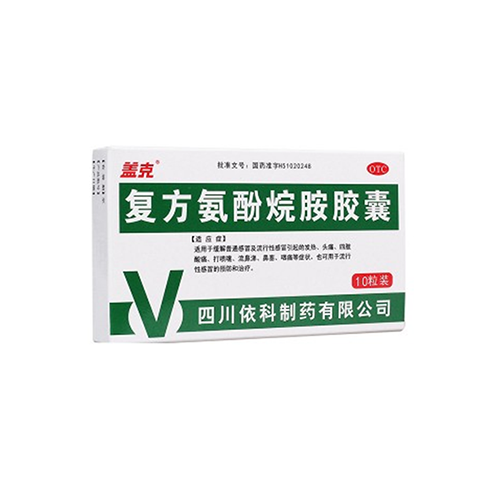 盖克®
批准文号：国药准字H51020248
OTC
复方氨酚烷胺胶囊
【适应症】
适用于缓解普通感冒及流行性感冒引起的发热、头痛、四肢
酸痛、打喷嚏、流鼻涕、鼻塞、咽痛等症状，也可用于流行
性感冒的预防和治疗。
10粒装
四川依科制药有限公司